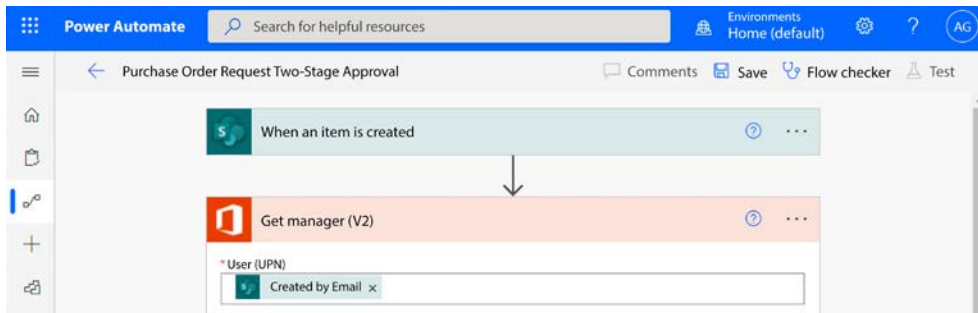 Power Automate
Search for helpful resources
Environments
Home (default)
?
AG
Purchase Order Request Two-Stage Approval
Comments
Save
Flow checker
Test
S
When an item is created
?
...
Get manager (V2)
?
...
* User (UPN)
S
Created by Email ×